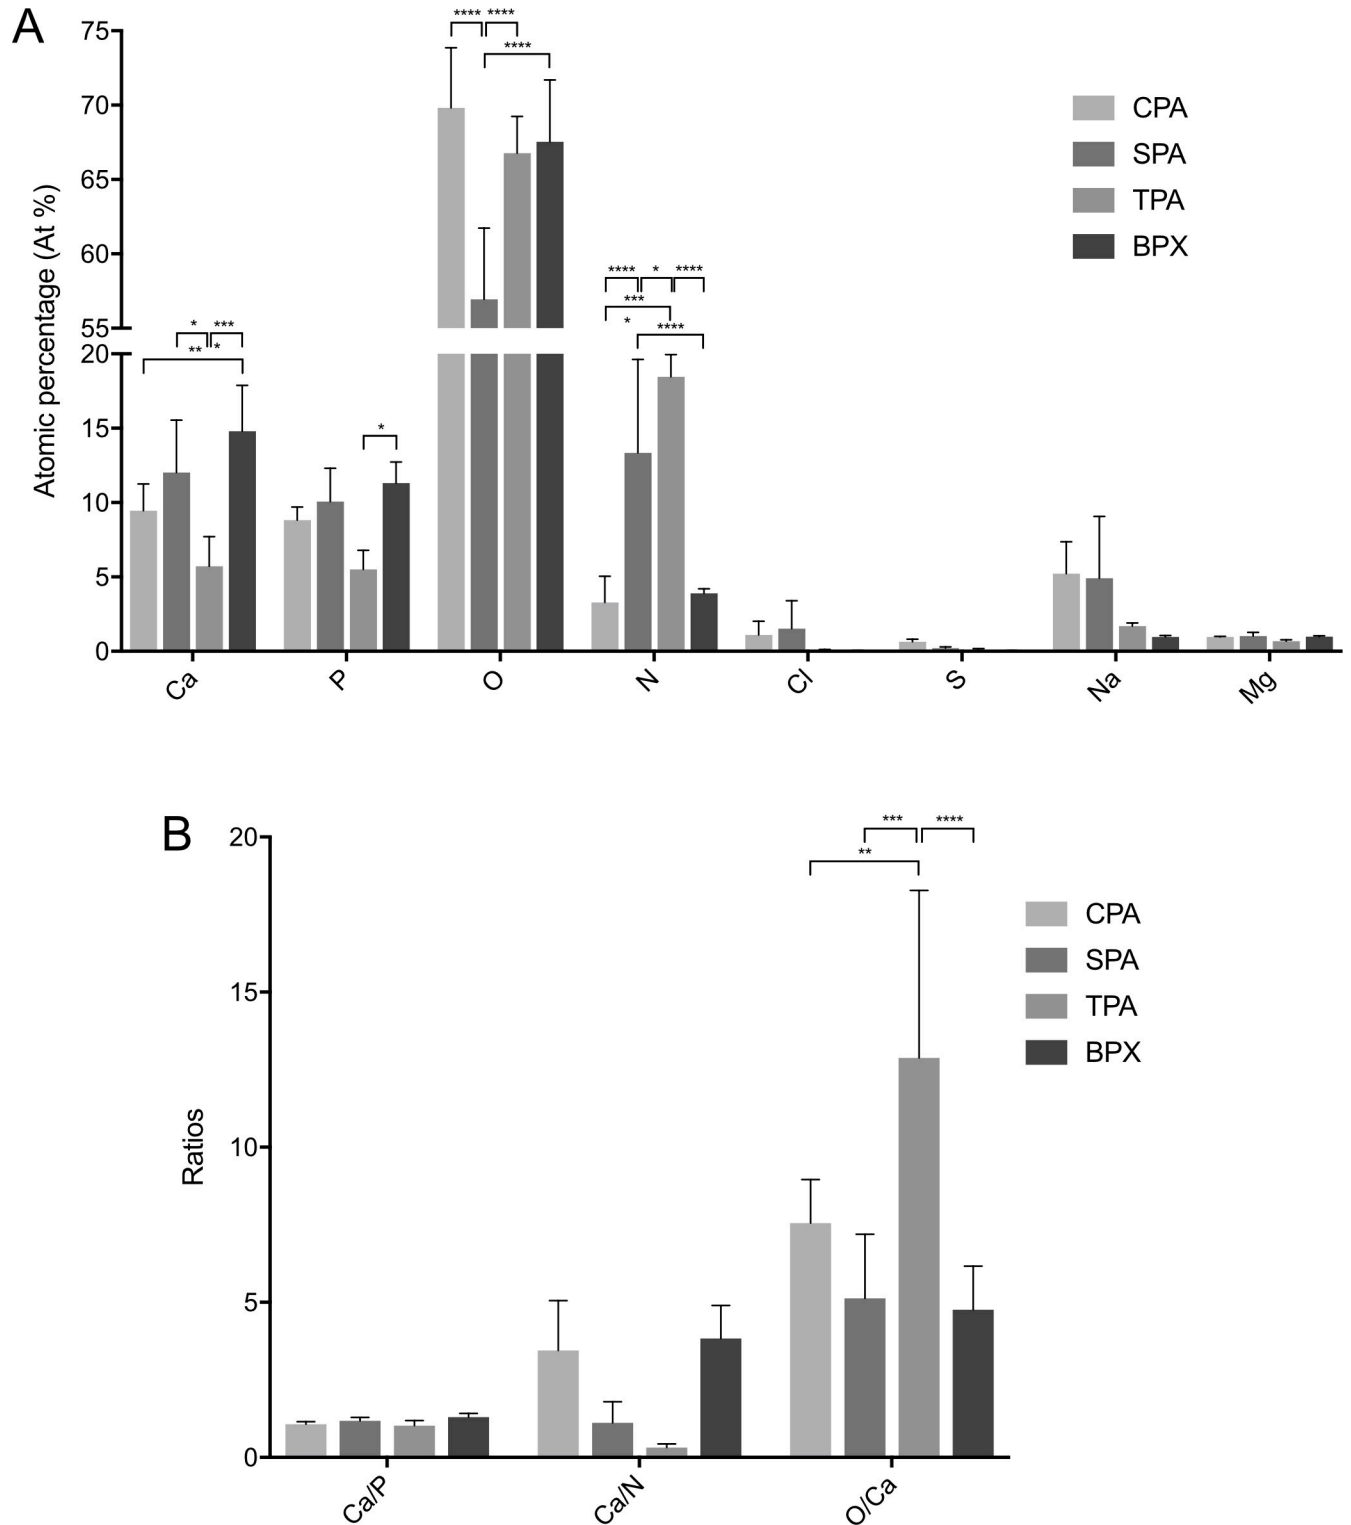 A
75
70
65
60
55
20
15
10
5
0
Atomic percentage (At %)
**** ****
****
* ***
** *
*
**** * ****
***
* ****
CPA
SPA
TPA
BPX
Ca P O N Cl S Na Mg
B
20
15
10
5
0
Ratios
*** ****
**
CPA
SPA
TPA
BPX
Ca/P Ca/N O/Ca